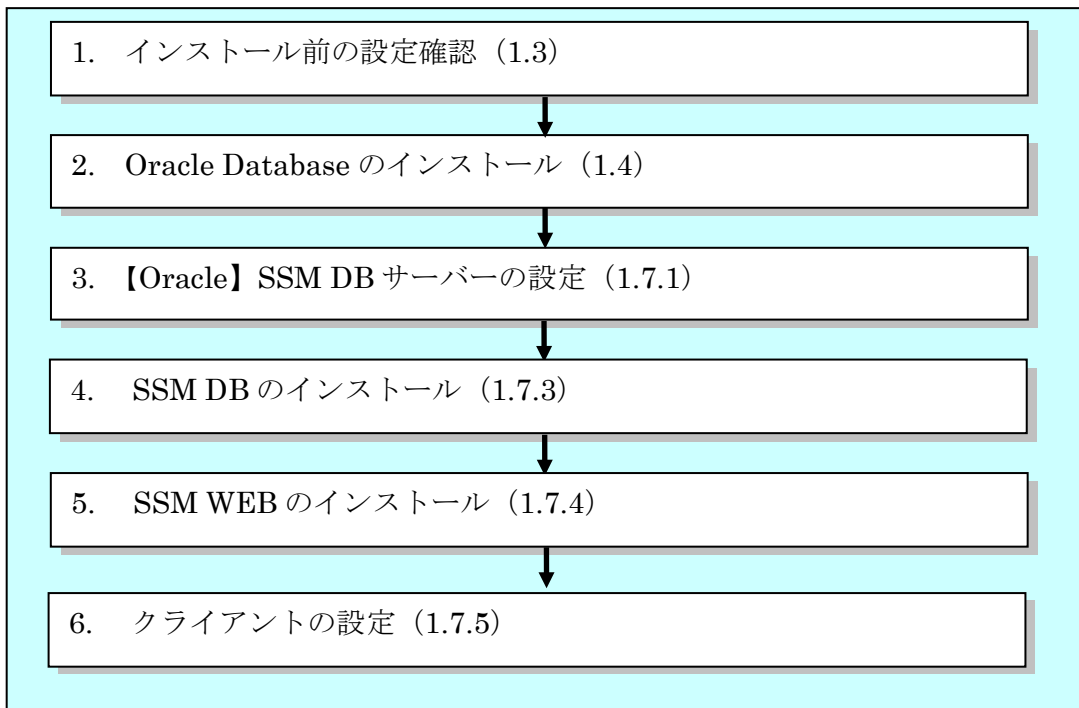 1. インストール前の設定確認（1.3）
2. Oracle Database のインストール（1.4）
3. 【Oracle】SSM DB サーバーの設定（1.7.1）
4. SSM DB のインストール（1.7.3）
5. SSM WEB のインストール（1.7.4）
6. クライアントの設定（1.7.5）